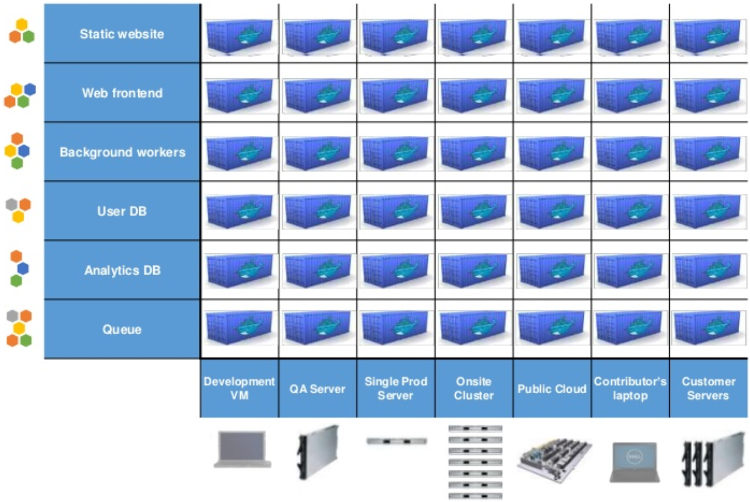 Static website
Web frontend
Background workers
User DB
Analytics DB
Queue
Development
VM
QA Server
Single Prod
Server
Onsite
Cluster
Public Cloud
Contributor's
laptop
Customer
Servers
DELL